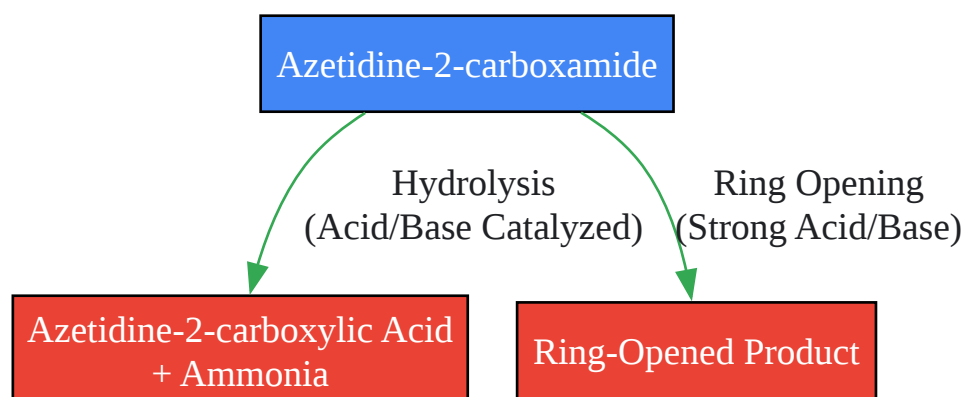 Azetidine-2-carboxamide
Hydrolysis
(Acid/Base Catalyzed)
Ring Opening
(Strong Acid/Base)
Azetidine-2-carboxylic Acid
+ Ammonia
Ring-Opened Product